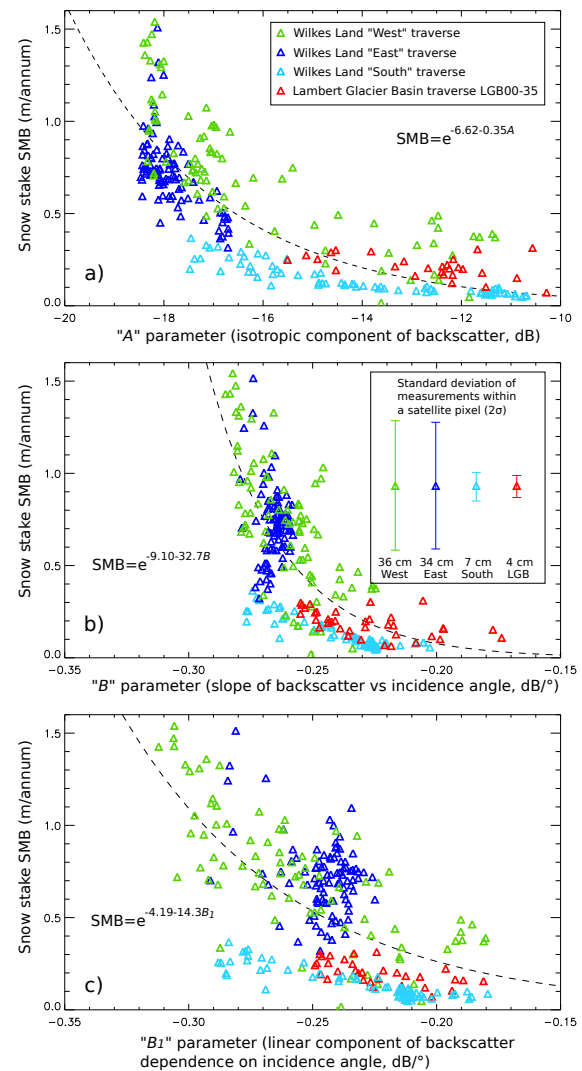 1.5
1.0
0.5
0.0
Snow stake SMB (m/annum)
Wilkes Land "West" traverse
Wilkes Land "East" traverse
Wilkes Land "South" traverse
Lambert Glacier Basin traverse LGB00-35
SMB=e^-6.62-0.35A
a)
−20 −18 −16 −14 −12 −10
"A" parameter (isotropic component of backscatter, dB)
1.5
1.0
0.5
0.0
Snow stake SMB (m/annum)
Standard deviation of
measurements within
a satellite pixel (2σ)
36 cm 34 cm 7 cm 4 cm
West East South LGB
SMB=e^-9.10-32.7B
b)
−0.35 −0.30 −0.25 −0.20 −0.15
"B" parameter (slope of backscatter vs incidence angle, dB/°)
1.5
1.0
0.5
0.0
Snow stake SMB (m/annum)
SMB=e^-4.19-14.3B1
c)
−0.35 −0.30 −0.25 −0.20 −0.15
"B1" parameter (linear component of backscatter
dependence on incidence angle, dB/°)